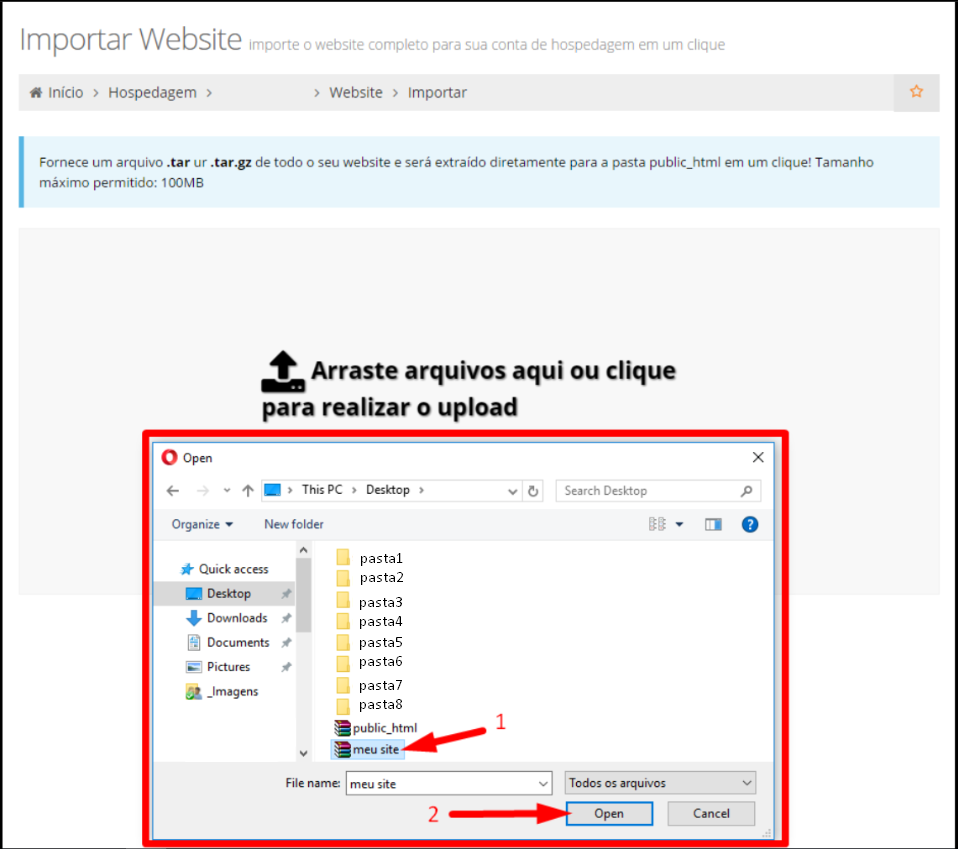 Importar Website importe o website completo para sua conta de hospedagem em um clique
Início > Hospedagem > > Website > Importar
Fornece um arquivo .tar ur .tar.gz de todo o seu website e será extraído diretamente para a pasta public_html em um clique! Tamanho
máximo permitido: 100MB
Arraste arquivos aqui ou clique
para realizar o upload
Open
This PC > Desktop >
Search Desktop
Organize
New folder
Quick access
Desktop
Downloads
Documents
Pictures
_Imagens
pasta1
pasta2
pasta3
pasta4
pasta5
pasta6
pasta7
pasta8
public_html
meu site
1
File name: meu site
Todos os arquivos
2
Open
Cancel